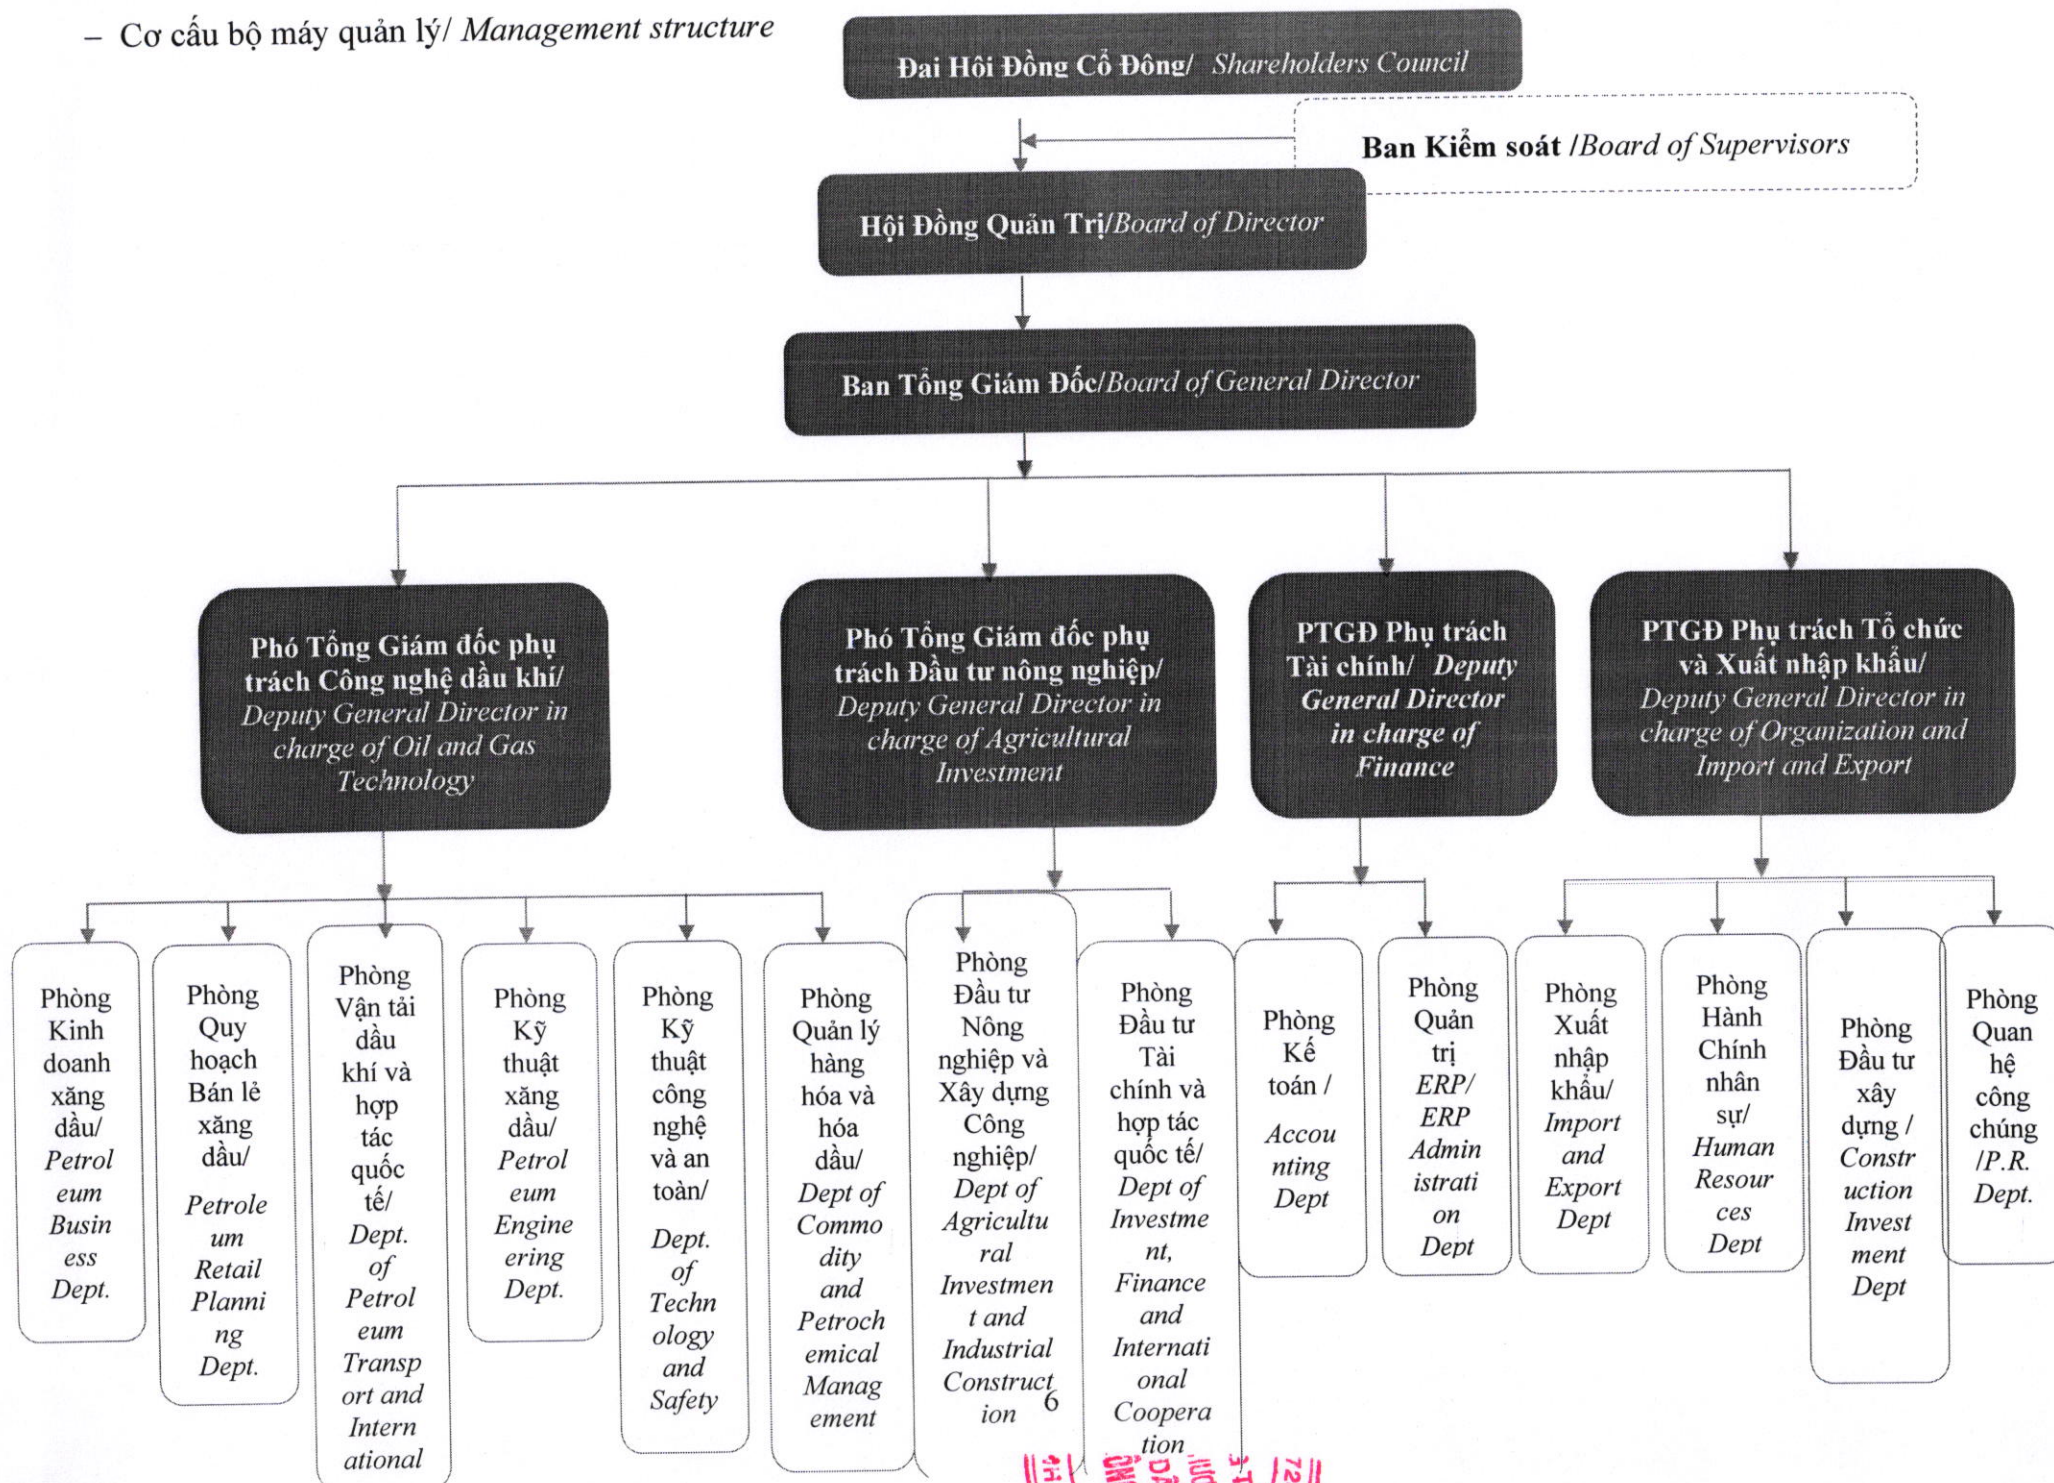 – Cơ cấu bộ máy quản lý/ Management structure
Đai Hôi Đồng Cổ Đông/ Shareholders Council
Ban Kiểm soát /Board of Supervisors
Hội Đồng Quản Trị/Board of Director
Ban Tổng Giám Đốc/Board of General Director
Phó Tổng Giám đốc phụ
trách Công nghệ dầu khí/
Deputy General Director in
charge of Oil and Gas
Technology
Phó Tổng Giám đốc phụ
trách Đầu tư nông nghiệp/
Deputy General Director in
charge of Agricultural
Investment
PTGĐ Phụ trách
Tài chính/ Deputy
General Director
in charge of
Finance
PTGĐ Phụ trách Tổ chức
và Xuất nhập khẩu/
Deputy General Director in
charge of Organization and
Import and Export
Phòng
Kinh
doanh
xăng
dầu/
Petrol
eum
Busin
ess
Dept.
Phòng
Quy
hoạch
Bán lẻ
xăng
dầu/
Petrole
um
Retail
Planni
ng
Dept.
Phòng
Vận tải
dầu
khí và
hợp
tác
quốc
tế/
Dept.
of
Petrol
eum
Transp
ort and
Intern
ational
Phòng
Kỹ
thuật
xăng
dầu/
Petrol
eum
Engine
ering
Dept.
Phòng
Kỹ
thuật
công
nghệ
và an
toàn/
Dept.
of
Techn
ology
and
Safety
Phòng
Quản lý
hàng
hóa và
hóa
dầu/
Dept of
Commo
dity
and
Petroch
emical
Manag
ement
Phòng
Đầu tư
Nông
nghiệp và
Xây dựng
Công
nghiệp/
Dept of
Agricultu
ral
Investmen
t and
Industrial
Construct
ion
Phòng
Đầu tư
Tài
chính và
hợp tác
quốc tế/
Dept of
Investme
nt,
Finance
and
Internati
onal
Coopera
tion
Phòng
Kế
toán /
Accou
nting
Dept
Phòng
Quản
trị
ERP/
ERP
Admin
istrati
on
Dept
Phòng
Xuất
nhập
khẩu/
Import
and
Export
Dept
Phòng
Hành
Chính
nhân
sự/
Human
Resour
ces
Dept
Phòng
Đầu tư
xây
dựng /
Constr
uction
Invest
ment
Dept
Phòng
Quan
hệ
công
chúng
/P.R.
Dept.
6